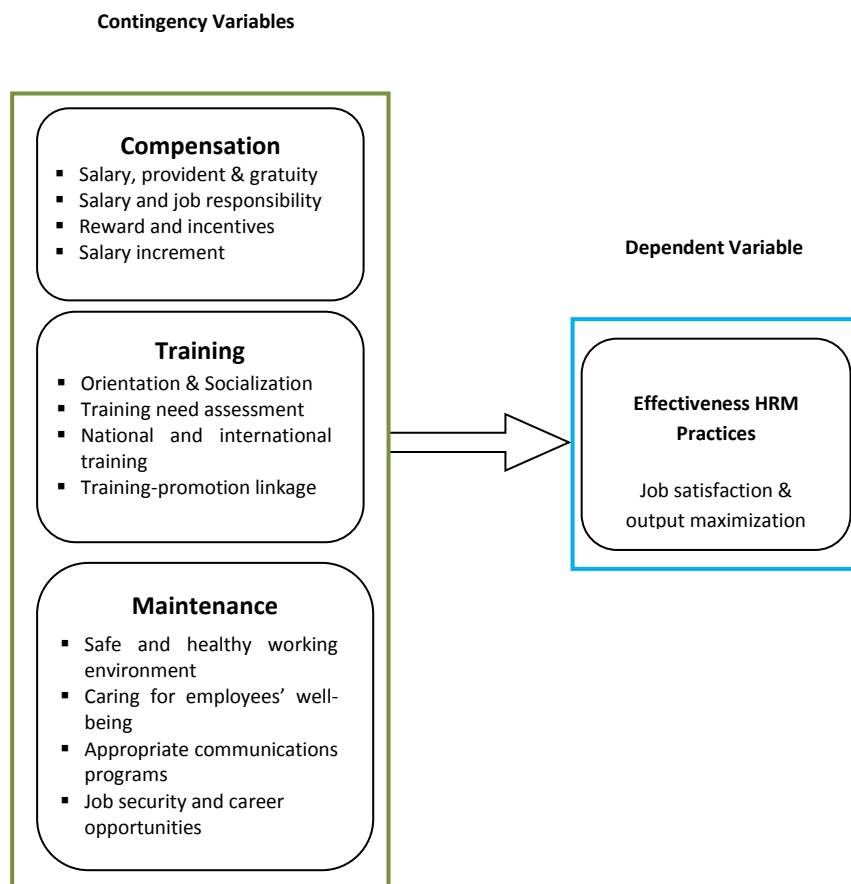 Contingency Variables
Compensation
▪ Salary, provident & gratuity
▪ Salary and job responsibility
▪ Reward and incentives
▪ Salary increment
Training
▪ Orientation & Socialization
▪ Training need assessment
▪ National and international
training
▪ Training-promotion linkage
Maintenance
▪ Safe and healthy working
environment
▪ Caring for employees’ well-
being
▪ Appropriate communications
programs
▪ Job security and career
opportunities
Dependent Variable
Effectiveness HRM
Practices
Job satisfaction &
output maximization